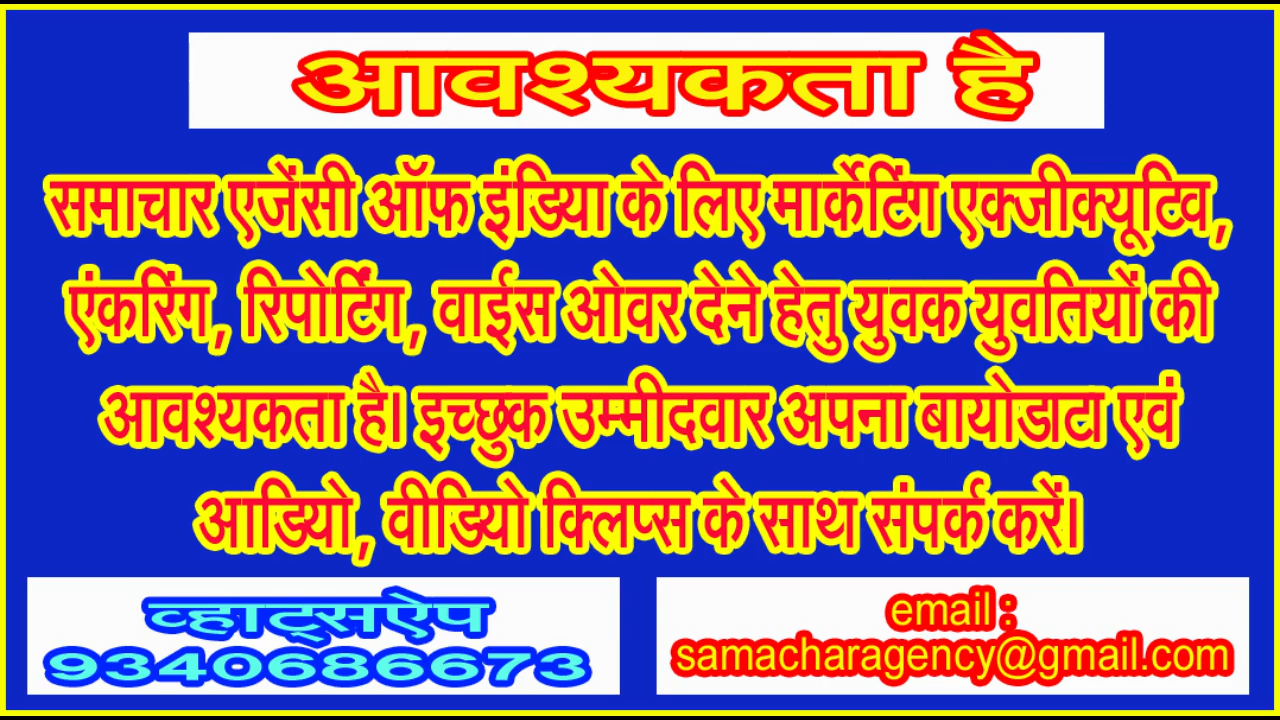 आवश्यकता है
समाचार एजेंसी ऑफ इंडिया के लिए मार्केटिंग एक्जीक्यूटिव,
एंकरिंग, रिपोर्टिंग, वाईस ओवर देने हेतु युवक युवतियों की
आवश्यकता है। इच्छुक उम्मीदवार अपना बायोडाटा एवं
आडियो, वीडियो क्लिप्स के साथ संपर्क करें।
व्हाट्सऐप
9340686673
email :
samacharagency@gmail.com